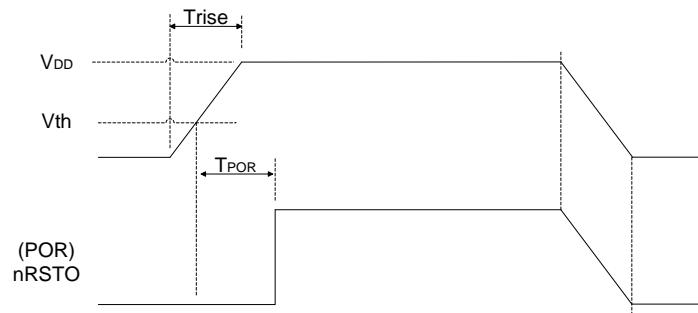 Trise
VDD
Vth
TPOR
(POR)
nRSTO